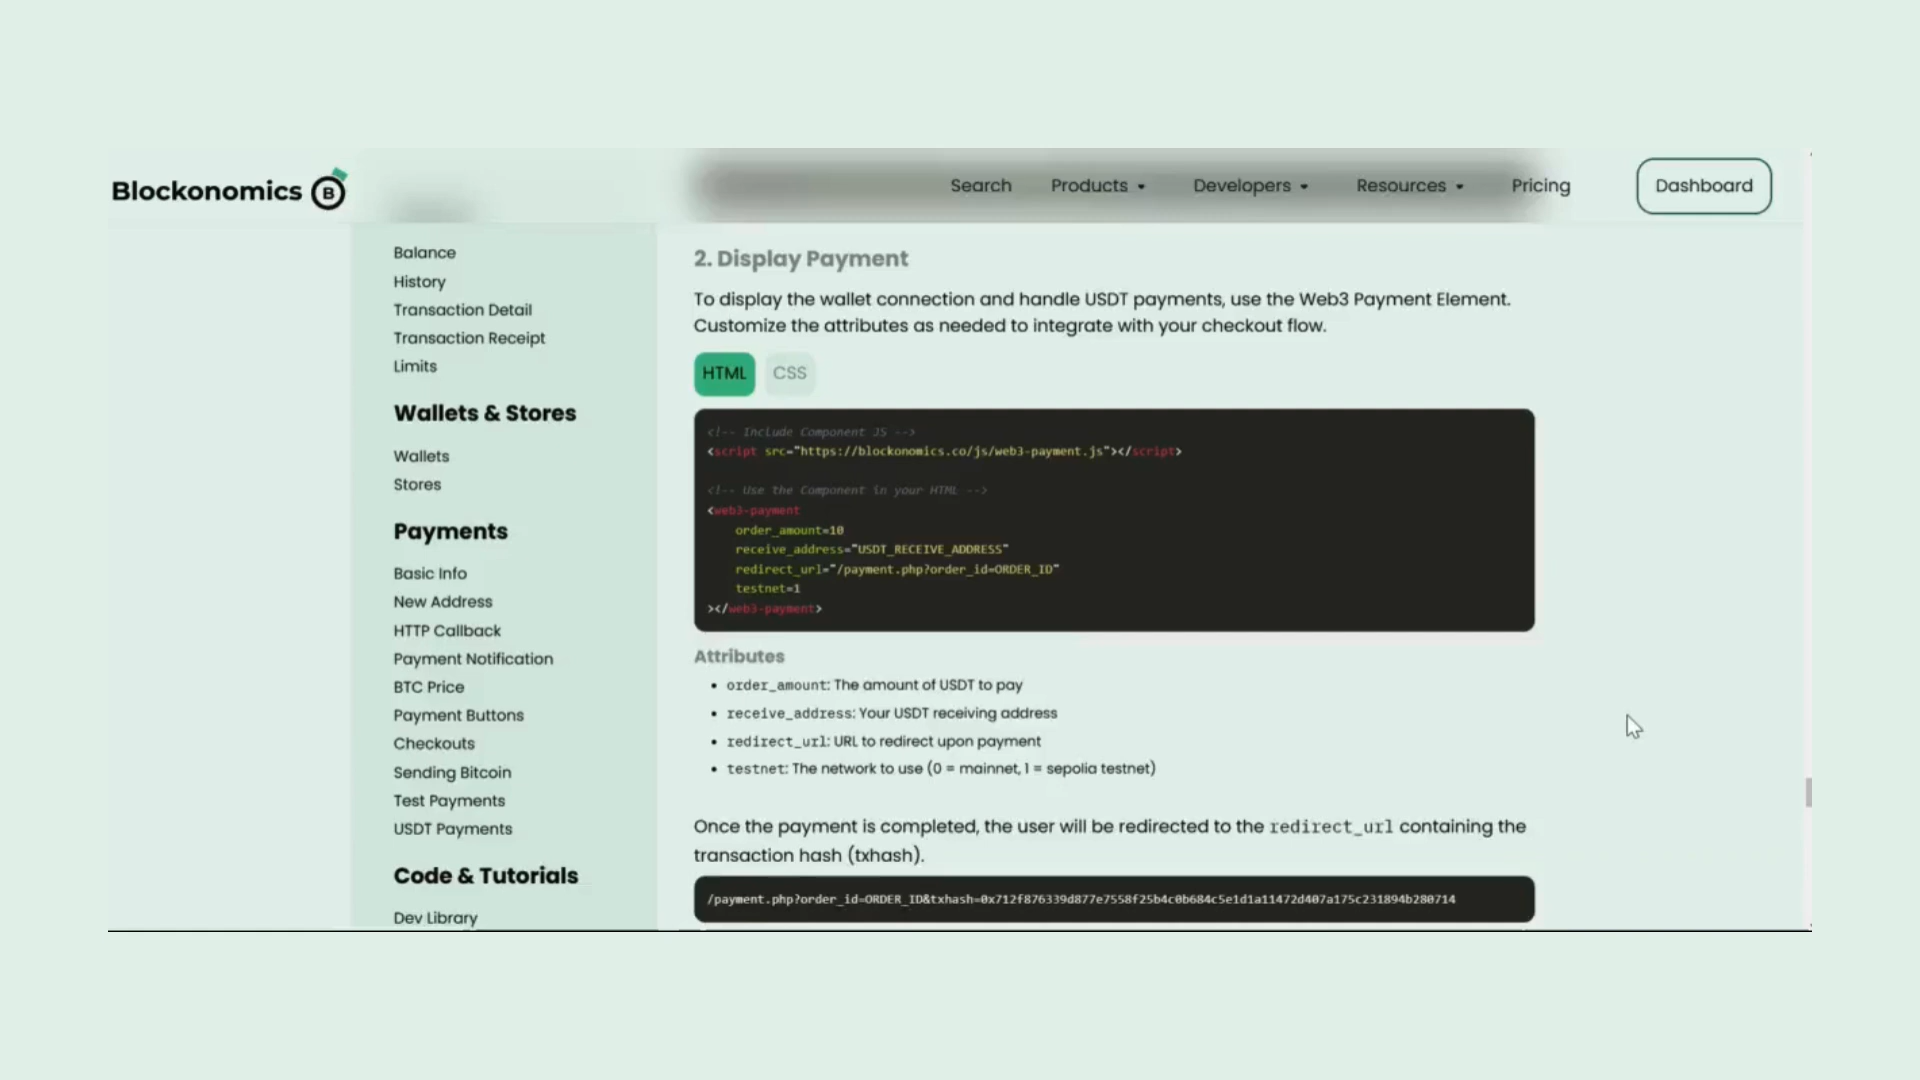 Blockonomics B
Search Products Developers Resources Pricing Dashboard
Balance
History
Transaction Detail
Transaction Receipt
Limits
Wallets & Stores
Wallets
Stores
Payments
Basic Info
New Address
HTTP Callback
Payment Notification
BTC Price
Payment Buttons
Checkouts
Sending Bitcoin
Test Payments
USDT Payments
Code & Tutorials
Dev Library
2. Display Payment
To display the wallet connection and handle USDT payments, use the Web3 Payment Element.
Customize the attributes as needed to integrate with your checkout flow.
HTML CSS
<!-- Include Component JS -->
<script src="https://blockonomics.co/js/web3-payment.js"></script>
<!-- Use the Component in your HTML -->
<web3-payment
order_amount=10
receive_address="USDT_RECEIVE_ADDRESS"
redirect_url="/payment.php?order_id=ORDER_ID"
testnet=1
></web3-payment>
Attributes
• order_amount: The amount of USDT to pay
• receive_address: Your USDT receiving address
• redirect_url: URL to redirect upon payment
• testnet: The network to use (0 = mainnet, 1 = sepolia testnet)
Once the payment is completed, the user will be redirected to the redirect_url containing the
transaction hash (txhash).
/payment.php?order_id=ORDER_ID&txhash=0x712f876339d877e7558f25b4c0b684c5e1d1a11472d407a175c231894b280714